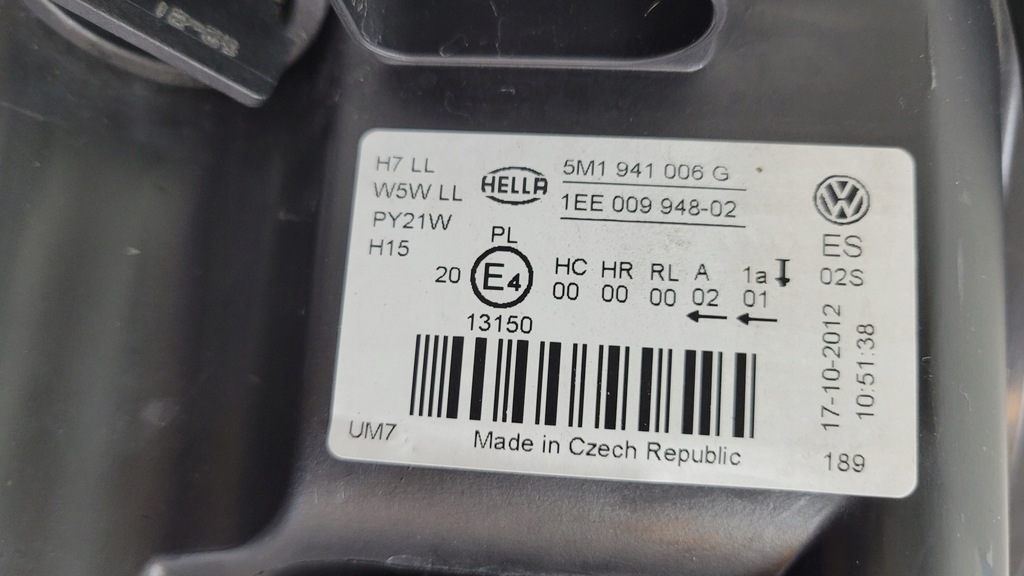 H7 LL
W5W LL
PY21W
H15
HELLA
5M1 941 006 G
1EE 009 948-02
PL
20 E4
13150
HC HR RL A 1a
00 00 00 02 01
UM7
Made in Czech Republic
VW
ES
02S
17-10-2012
10:51:38
189